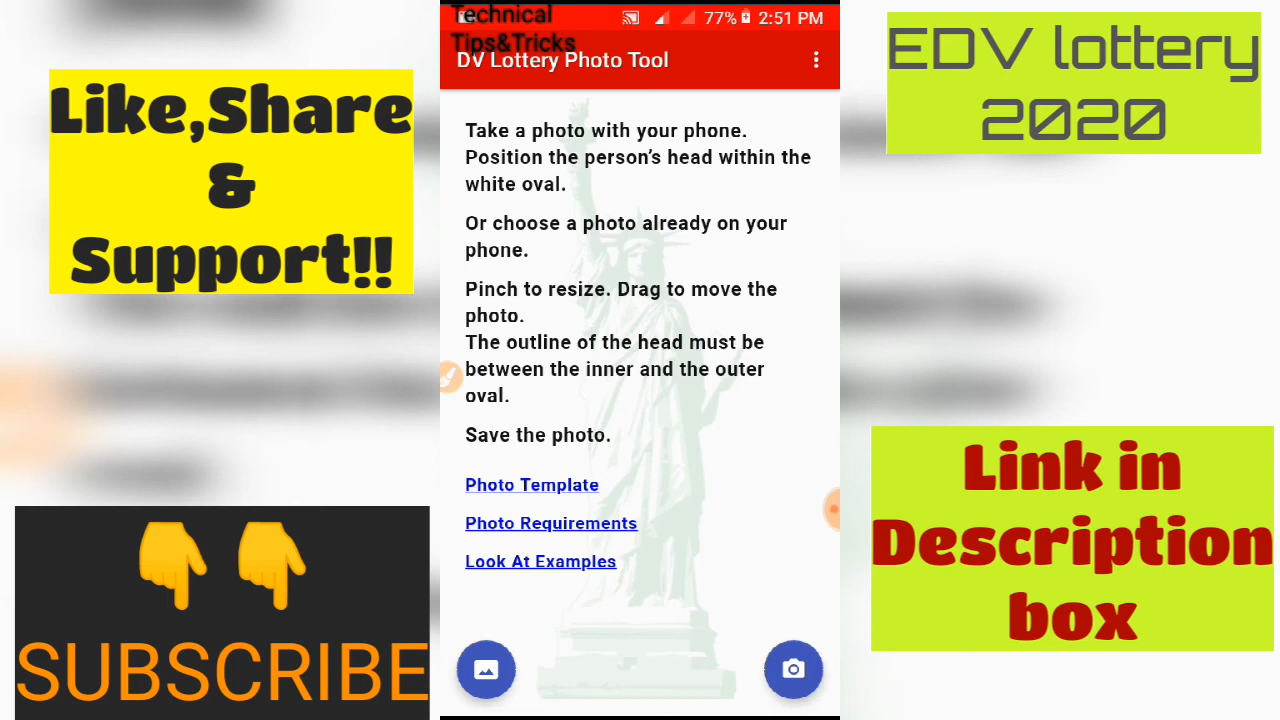 Like,Share
&
Support!!
SUBSCRIBE
Technical
Tips&Tricks
77% 2:51 PM
DV Lottery Photo Tool
Take a photo with your phone.
Position the person’s head within the
white oval.
Or choose a photo already on your
phone.
Pinch to resize. Drag to move the
photo.
The outline of the head must be
between the inner and the outer
oval.
Save the photo.
Photo Template
Photo Requirements
Look At Examples
EDV lottery
2020
Link in
Description
box